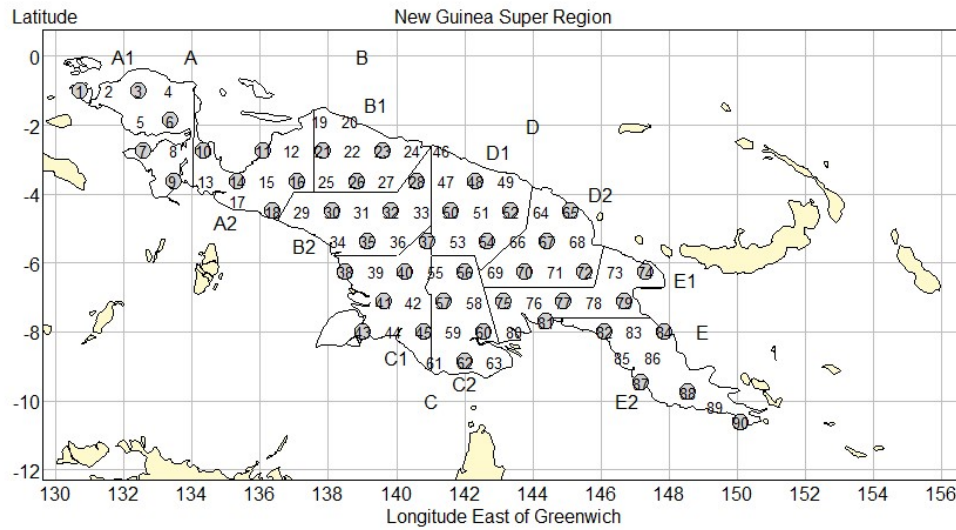 Latitude New Guinea Super Region
0 A1 A B
1 2 3 4
-2 5 6 B1 19 20 D
7 8 10 11 12 21 22 23 24 46 D1
-4 9 13 14 15 16 25 26 27 28 47 48 49 D2
17
A2 18 29 30 31 32 33 50 51 52 64 65
B2 34 35 36 37 53 54 66 67 68
-6 38 39 40 55 56 69 70 71 72 73 74 E1
41 42 57 58 75 76 77 78 79
-8 43 44 45 59 60 80 81 82 83 84 E
C1 61 62 63 85 86
C2 87 E2
-10 C 88 89
90
-12
130 132 134 136 138 140 142 144 146 148 150 152 154 156
Longitude East of Greenwich